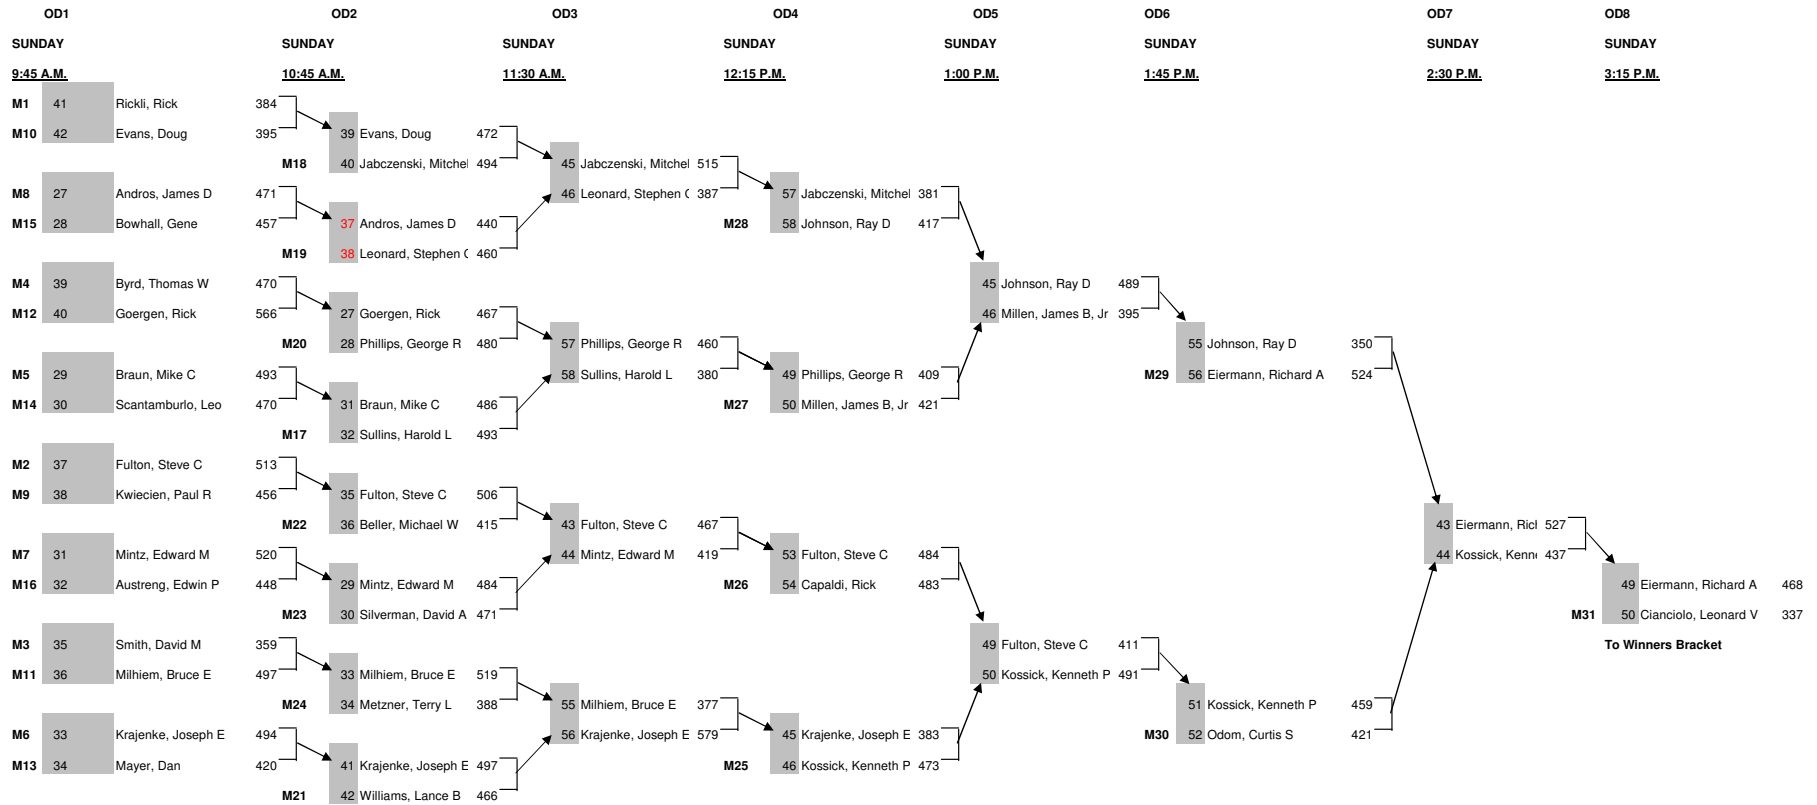 OD1 OD2 OD3 OD4 OD5 OD6 OD7 OD8
SUNDAY SUNDAY SUNDAY SUNDAY SUNDAY SUNDAY SUNDAY SUNDAY
9:45 A.M. 10:45 A.M. 11:30 A.M. 12:15 P.M. 1:00 P.M. 1:45 P.M. 2:30 P.M. 3:15 P.M.
M1 41 Rickli, Rick 384
M10 42 Evans, Doug 395 39 Evans, Doug 472
M18 40 Jabczenski, Mitchel 494 45 Jabczenski, Mitchel 515
M8 27 Andros, James D 471 46 Leonard, Stephen C 387 57 Jabczenski, Mitchel 381
M15 28 Bowhall, Gene 457 37 Andros, James D 440 M28 58 Johnson, Ray D 417
M19 38 Leonard, Stephen C 460
M4 39 Byrd, Thomas W 470 45 Johnson, Ray D 489
M12 40 Goergen, Rick 566 27 Goergen, Rick 467 46 Millen, James B, Jr 395
M20 28 Phillips, George R 480 57 Phillips, George R 460 55 Johnson, Ray D 350
M5 29 Braun, Mike C 493 58 Sullins, Harold L 380 49 Phillips, George R 409 M29 56 Eiermann, Richard A 524
M14 30 Scantamburlo, Leo 470 31 Braun, Mike C 486 M27 50 Millen, James B, Jr 421
M17 32 Sullins, Harold L 493
M2 37 Fulton, Steve C 513
M9 38 Kwiecien, Paul R 456 35 Fulton, Steve C 506
M22 36 Beller, Michael W 415 43 Fulton, Steve C 467 43 Eiermann, Rich 527
M7 31 Mintz, Edward M 520 44 Mintz, Edward M 419 53 Fulton, Steve C 484 44 Kossick, Kenne 437
M16 32 Austreng, Edwin P 448 29 Mintz, Edward M 484 M26 54 Capaldi, Rick 483 49 Eiermann, Richard A 468
M23 30 Silverman, David A 471 M31 50 Cianciolo, Leonard V 337
M3 35 Smith, David M 359 49 Fulton, Steve C 411 To Winners Bracket
M11 36 Milhiem, Bruce E 497 33 Milhiem, Bruce E 519 50 Kossick, Kenneth P 491
M24 34 Metzner, Terry L 388 55 Milhiem, Bruce E 377 51 Kossick, Kenneth P 459
M6 33 Krajenke, Joseph E 494 56 Krajenke, Joseph E 579 45 Krajenke, Joseph E 383 M30 52 Odom, Curtis S 421
M13 34 Mayer, Dan 420 41 Krajenke, Joseph E 497 M25 46 Kossick, Kenneth P 473
M21 42 Williams, Lance B 466